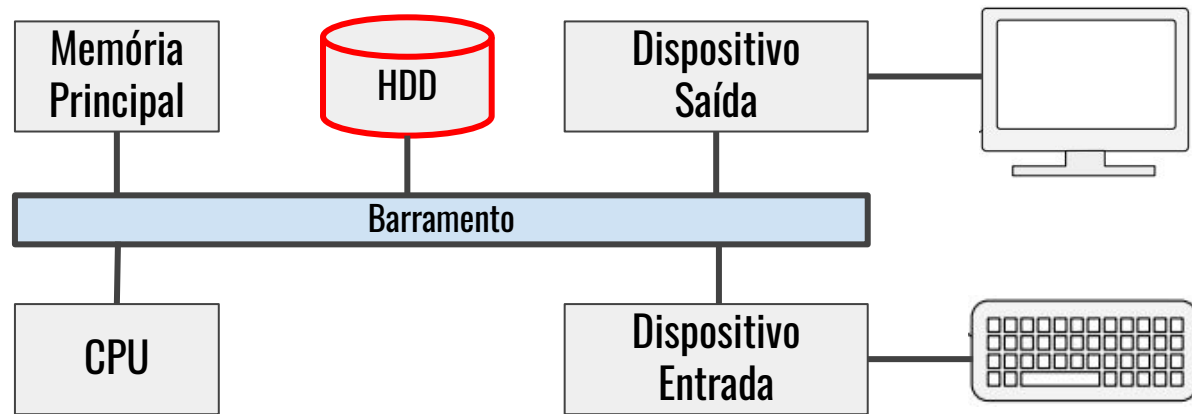 Memória
Principal
HDD
Dispositivo
Saída
Barramento
CPU
Dispositivo
Entrada